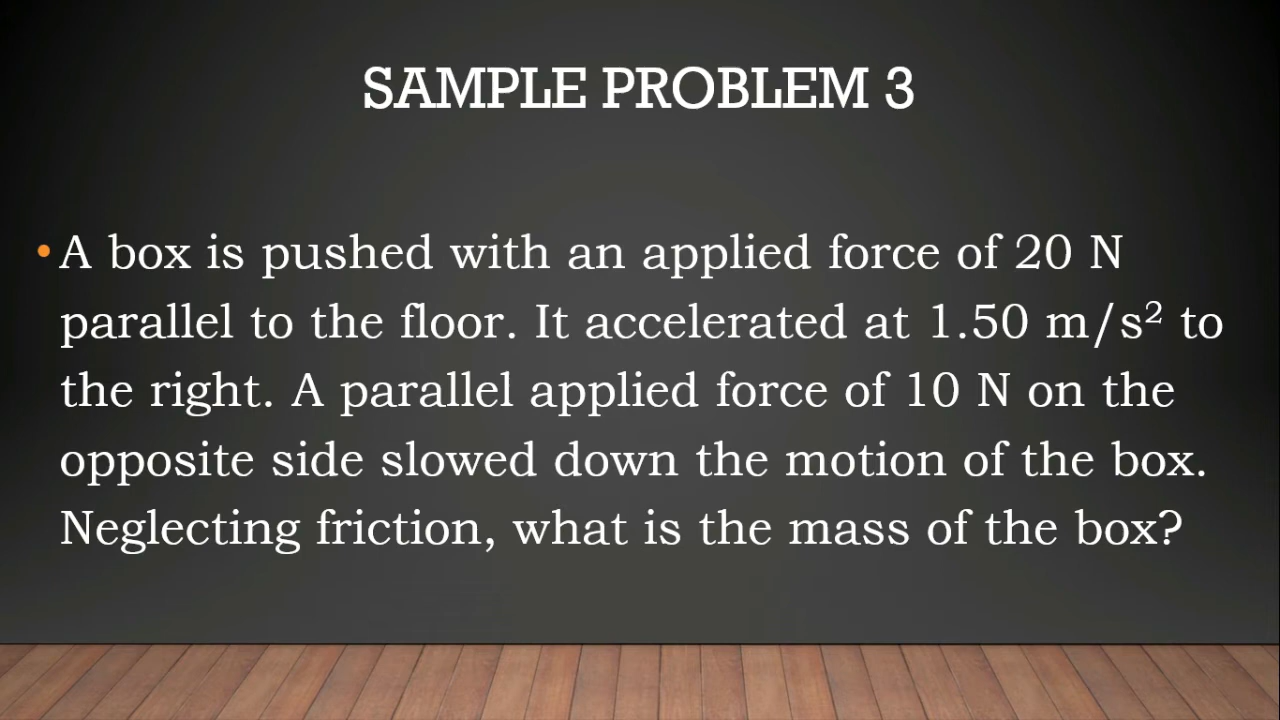 SAMPLE PROBLEM 3
• A box is pushed with an applied force of 20 N
parallel to the floor. It accelerated at 1.50 m/s² to
the right. A parallel applied force of 10 N on the
opposite side slowed down the motion of the box.
Neglecting friction, what is the mass of the box?